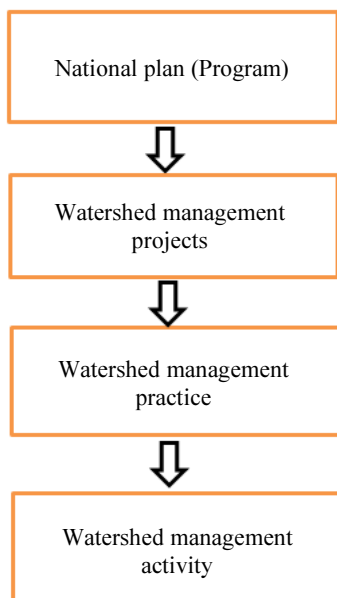 National plan (Program)
Watershed management
projects
Watershed management
practice
Watershed management
activity